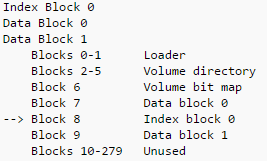 Index Block 0
Data Block 0
Data Block 1
Blocks 0-1 Loader
Blocks 2-5 Volume directory
Block 6 Volume bit map
Block 7 Data block 0
--> Block 8 Index block 0
Block 9 Data block 1
Blocks 10-279 Unused